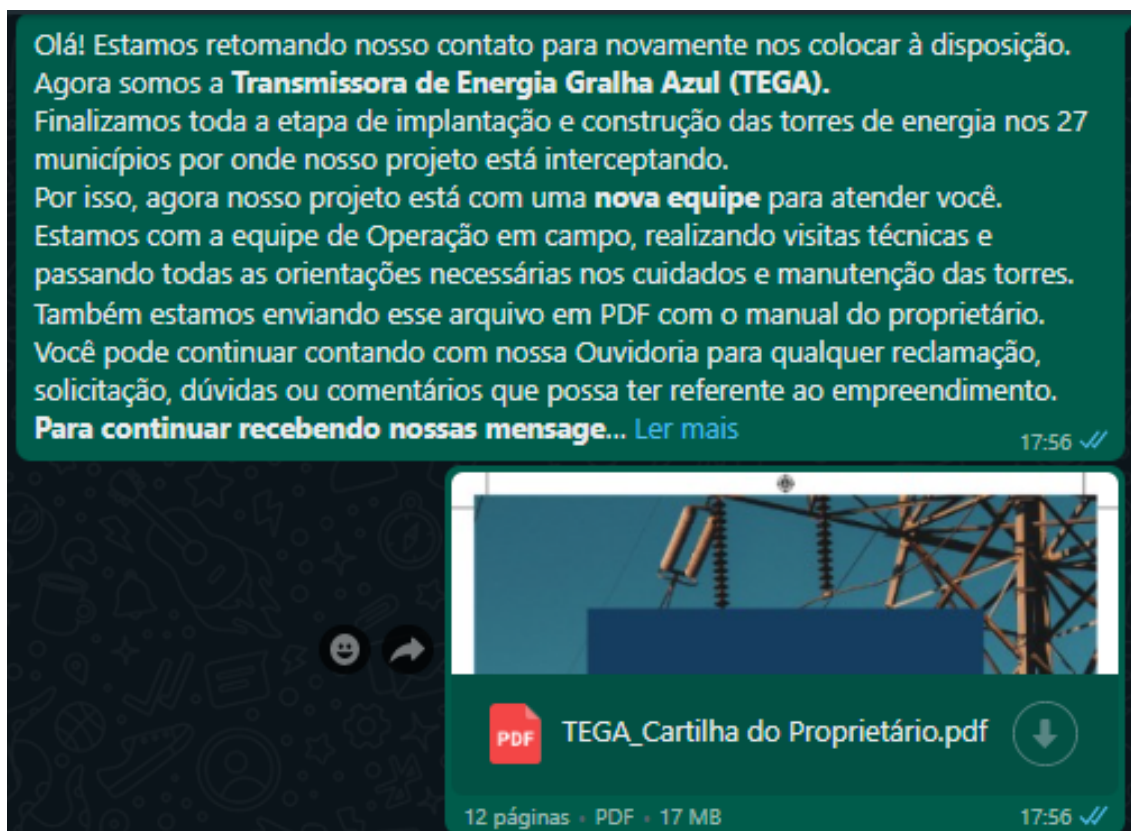 Olá! Estamos retomando nosso contato para novamente nos colocar à disposição.
Agora somos a Transmissora de Energia Gralha Azul (TEGA).
Finalizamos toda a etapa de implantação e construção das torres de energia nos 27
municípios por onde nosso projeto está interceptando.
Por isso, agora nosso projeto está com uma nova equipe para atender você.
Estamos com a equipe de Operação em campo, realizando visitas técnicas e
passando todas as orientações necessárias nos cuidados e manutenção das torres.
Também estamos enviando esse arquivo em PDF com o manual do proprietário.
Você pode continuar contando com nossa Ouvidoria para qualquer reclamação,
solicitação, dúvidas ou comentários que possa ter referente ao empreendimento.
Para continuar recebendo nossas mensage... Ler mais
17:56
PDF
TEGA_Cartilha do Proprietário.pdf
12 páginas • PDF • 17 MB
17:56